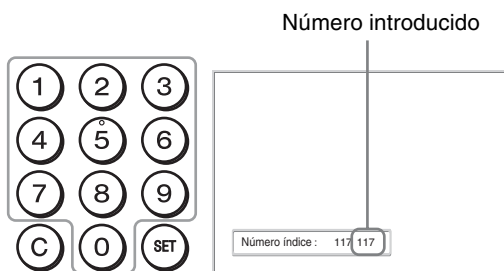 Número introducido
1 2 3
4 5 6
7 8 9
C 0 SET
Número índice : 117 117